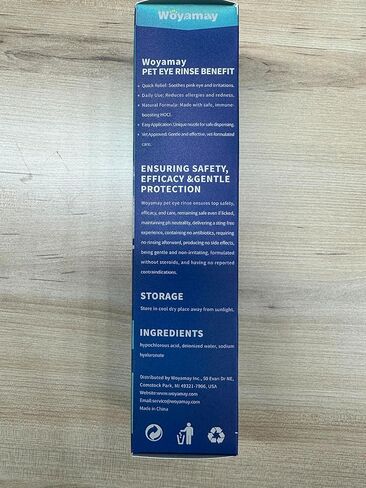 Woyamay
Woyamay
PET EYE RINSE BENEFIT
• Quick Relief: Soothes pink eye and irritations.
• Daily Use: Reduces allergies and redness.
• Natural Formula: Made with safe, immune-
boosting HOCl.
• Easy Application: Unique nozzle for safe dispensing.
• Vet Approved: Gentle and effective, vet-formulated
care.
ENSURING SAFETY,
EFFICACY &GENTLE
PROTECTION
Woyamay pet eye rinse ensures top safety,
efficacy, and care, remaining safe even if licked,
maintaining ph neutrality, delivering a sting-free
experience, containing no antibiotics, requiring
no rinsing afterward, producing no side effects,
being gentle and non-irritating, formulated
without steroids, and having no reported
contraindications.
STORAGE
Store in cool dry place away from sunlight.
INGREDIENTS
hypochlorous acid, deionized water, sodium
hyaluronate
Distributed by Woyamay Inc., 50 Evan Dr NE,
Comstock Park, MI 49321-7906, USA
Website:www.woyamay.com
Email:service@woyamay.com
Made in China